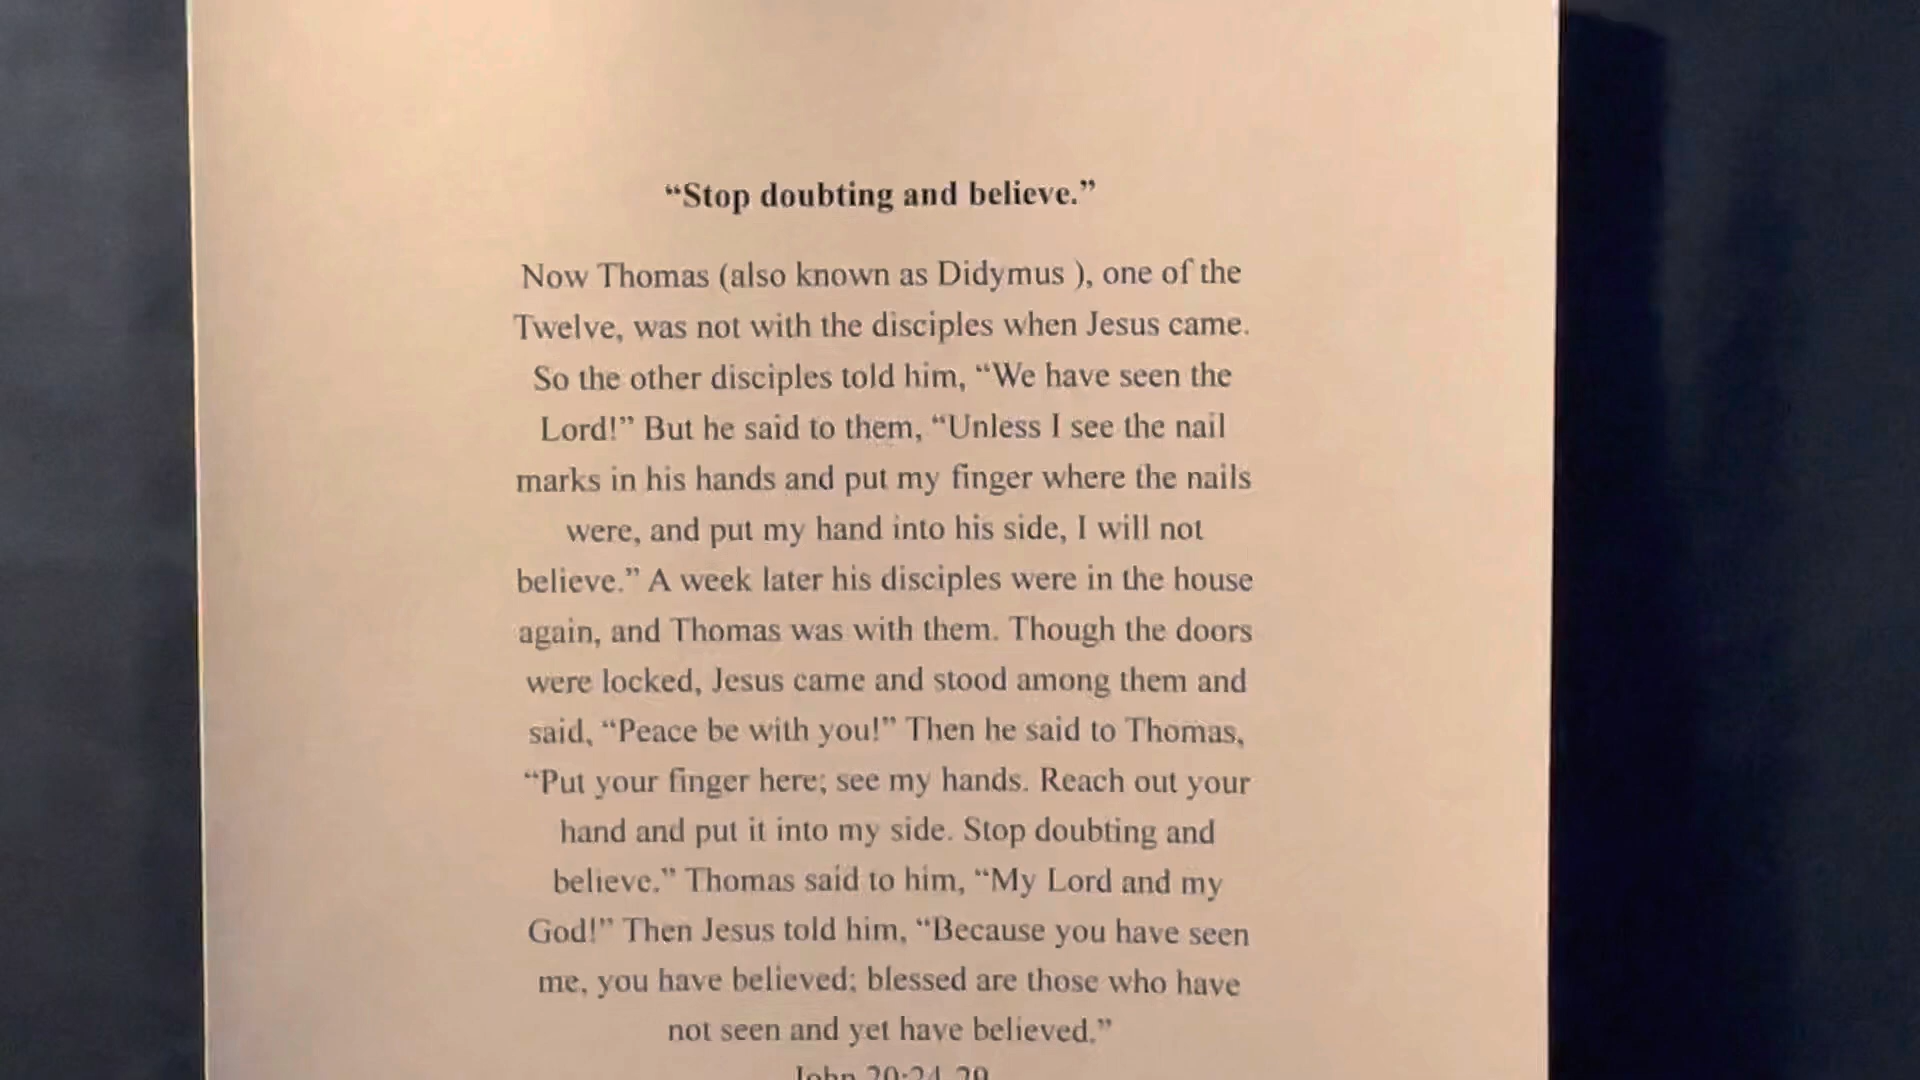 “Stop doubting and believe.”
Now Thomas (also known as Didymus ), one of the
Twelve, was not with the disciples when Jesus came.
So the other disciples told him, “We have seen the
Lord!” But he said to them, “Unless I see the nail
marks in his hands and put my finger where the nails
were, and put my hand into his side, I will not
believe.” A week later his disciples were in the house
again, and Thomas was with them. Though the doors
were locked, Jesus came and stood among them and
said, “Peace be with you!” Then he said to Thomas,
“Put your finger here; see my hands. Reach out your
hand and put it into my side. Stop doubting and
believe.” Thomas said to him, “My Lord and my
God!” Then Jesus told him, “Because you have seen
me, you have believed; blessed are those who have
not seen and yet have believed.”
John 20:24-29